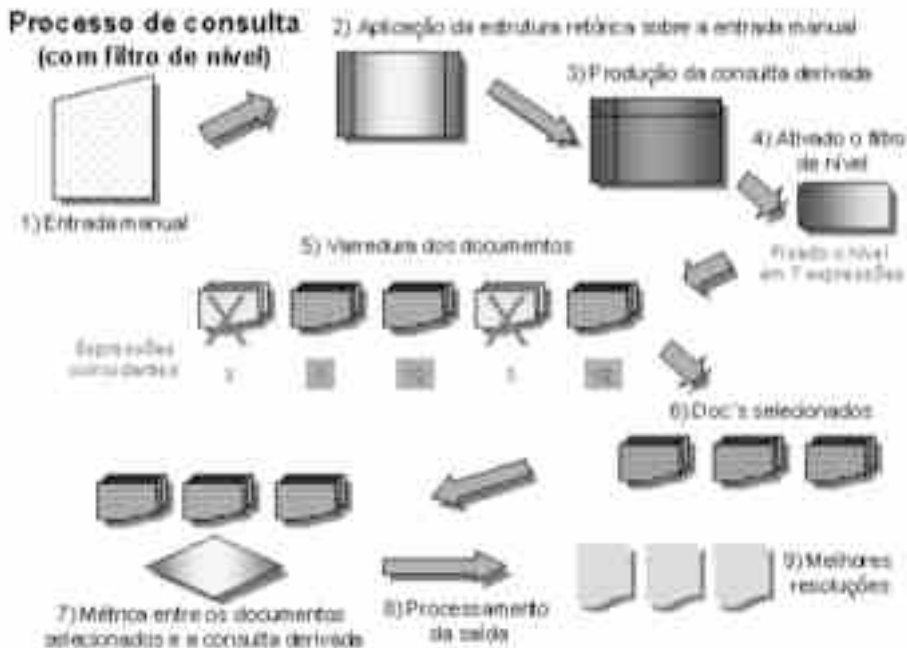 Processo de consulta
(com filtro de nível)
2) Aplicação da estrutura retórica sobre a entrada manual
3) Produção da consulta derivada
4) Ativado o filtro
de nível
1) Entrada manual
Fixado o nível
em 7 expressões
5) Varredura dos documentos
Expressões
coincidentes
6) Doc's selecionados
7) Métrica entre os documentos
selecionados e a consulta derivada
8) Processamento
da saída
9) Melhores
resoluções